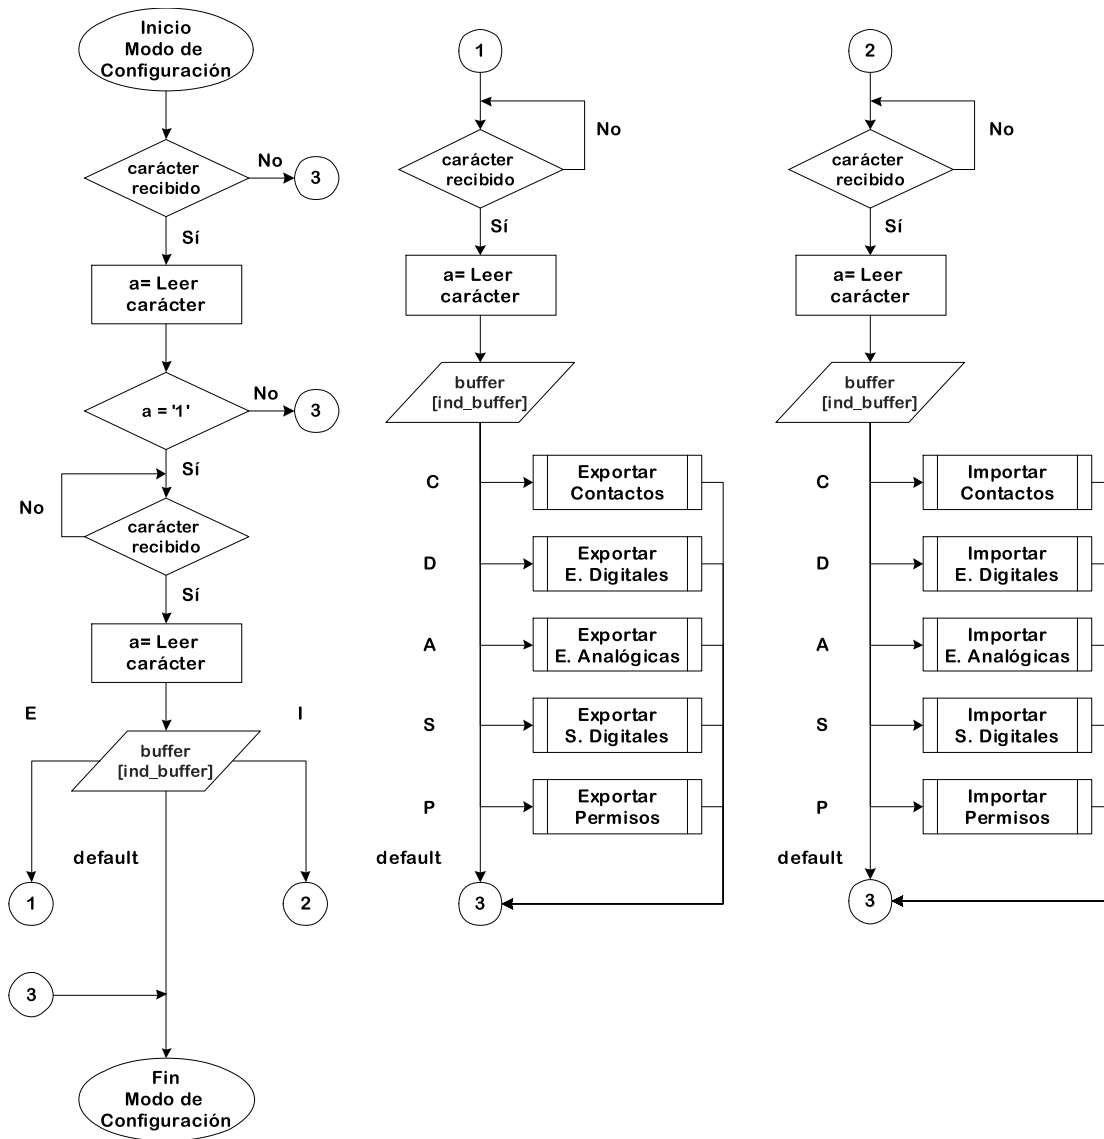 Inicio
Modo de
Configuración
carácter
recibido
No
3
Sí
a= Leer
carácter
a = '1'
No
3
Sí
No
carácter
recibido
Sí
a= Leer
carácter
E
I
buffer
[ind_buffer]
default
1
2
3
Fin
Modo de
Configuración
1
No
carácter
recibido
Sí
a= Leer
carácter
buffer
[ind_buffer]
C
Exportar
Contactos
D
Exportar
E. Digitales
A
Exportar
E. Analógicas
S
Exportar
S. Digitales
P
Exportar
Permisos
default
3
2
No
carácter
recibido
Sí
a= Leer
carácter
buffer
[ind_buffer]
C
Importar
Contactos
D
Importar
E. Digitales
A
Importar
E. Analógicas
S
Importar
S. Digitales
P
Importar
Permisos
default
3